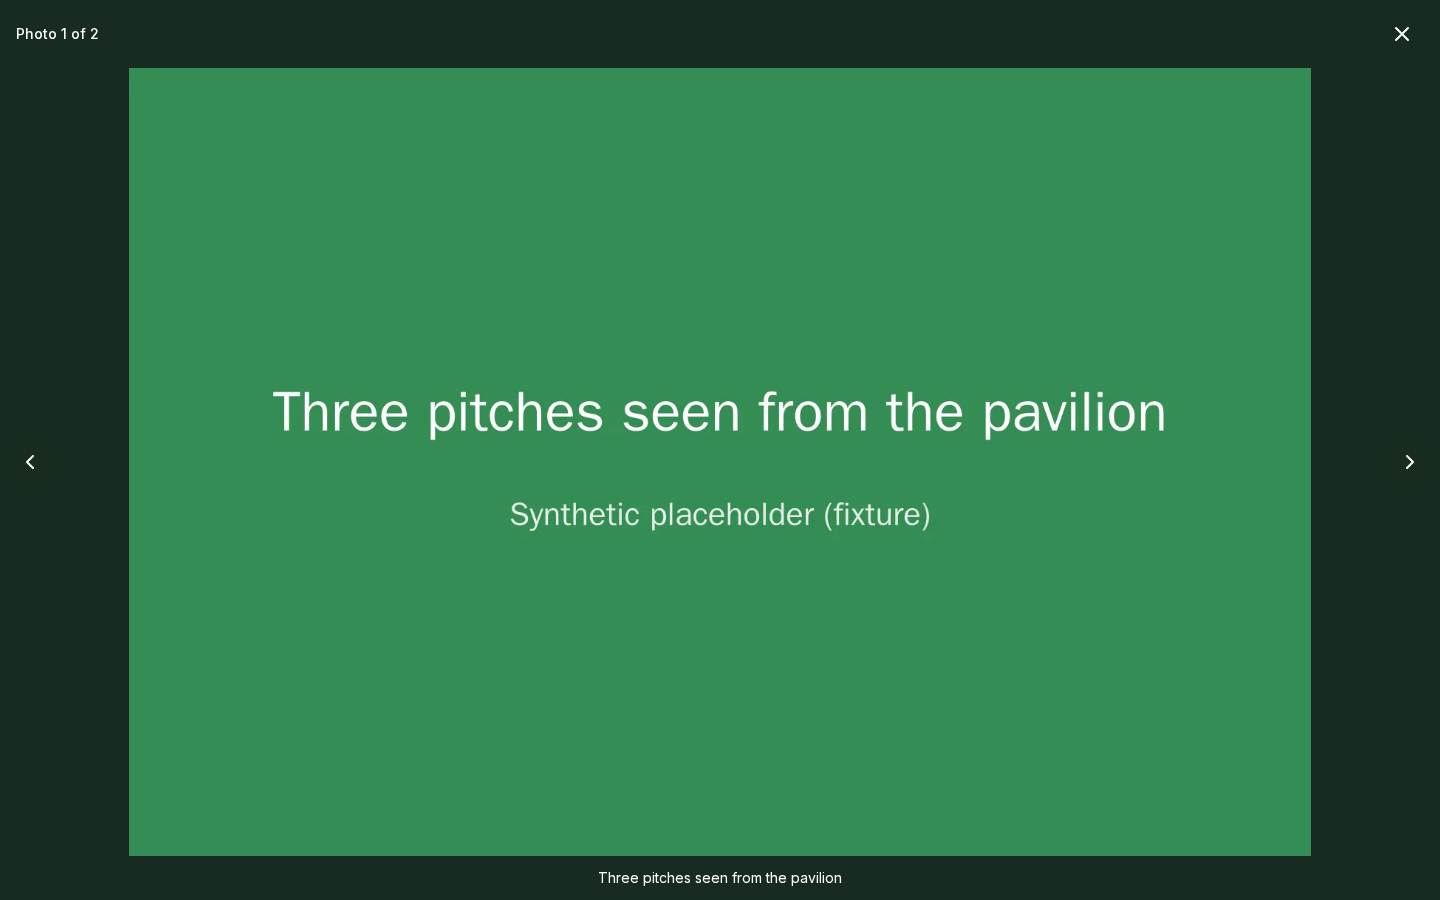 Photo 1 of 2
Three pitches seen from the pavilion
Synthetic placeholder (fixture)
Three pitches seen from the pavilion